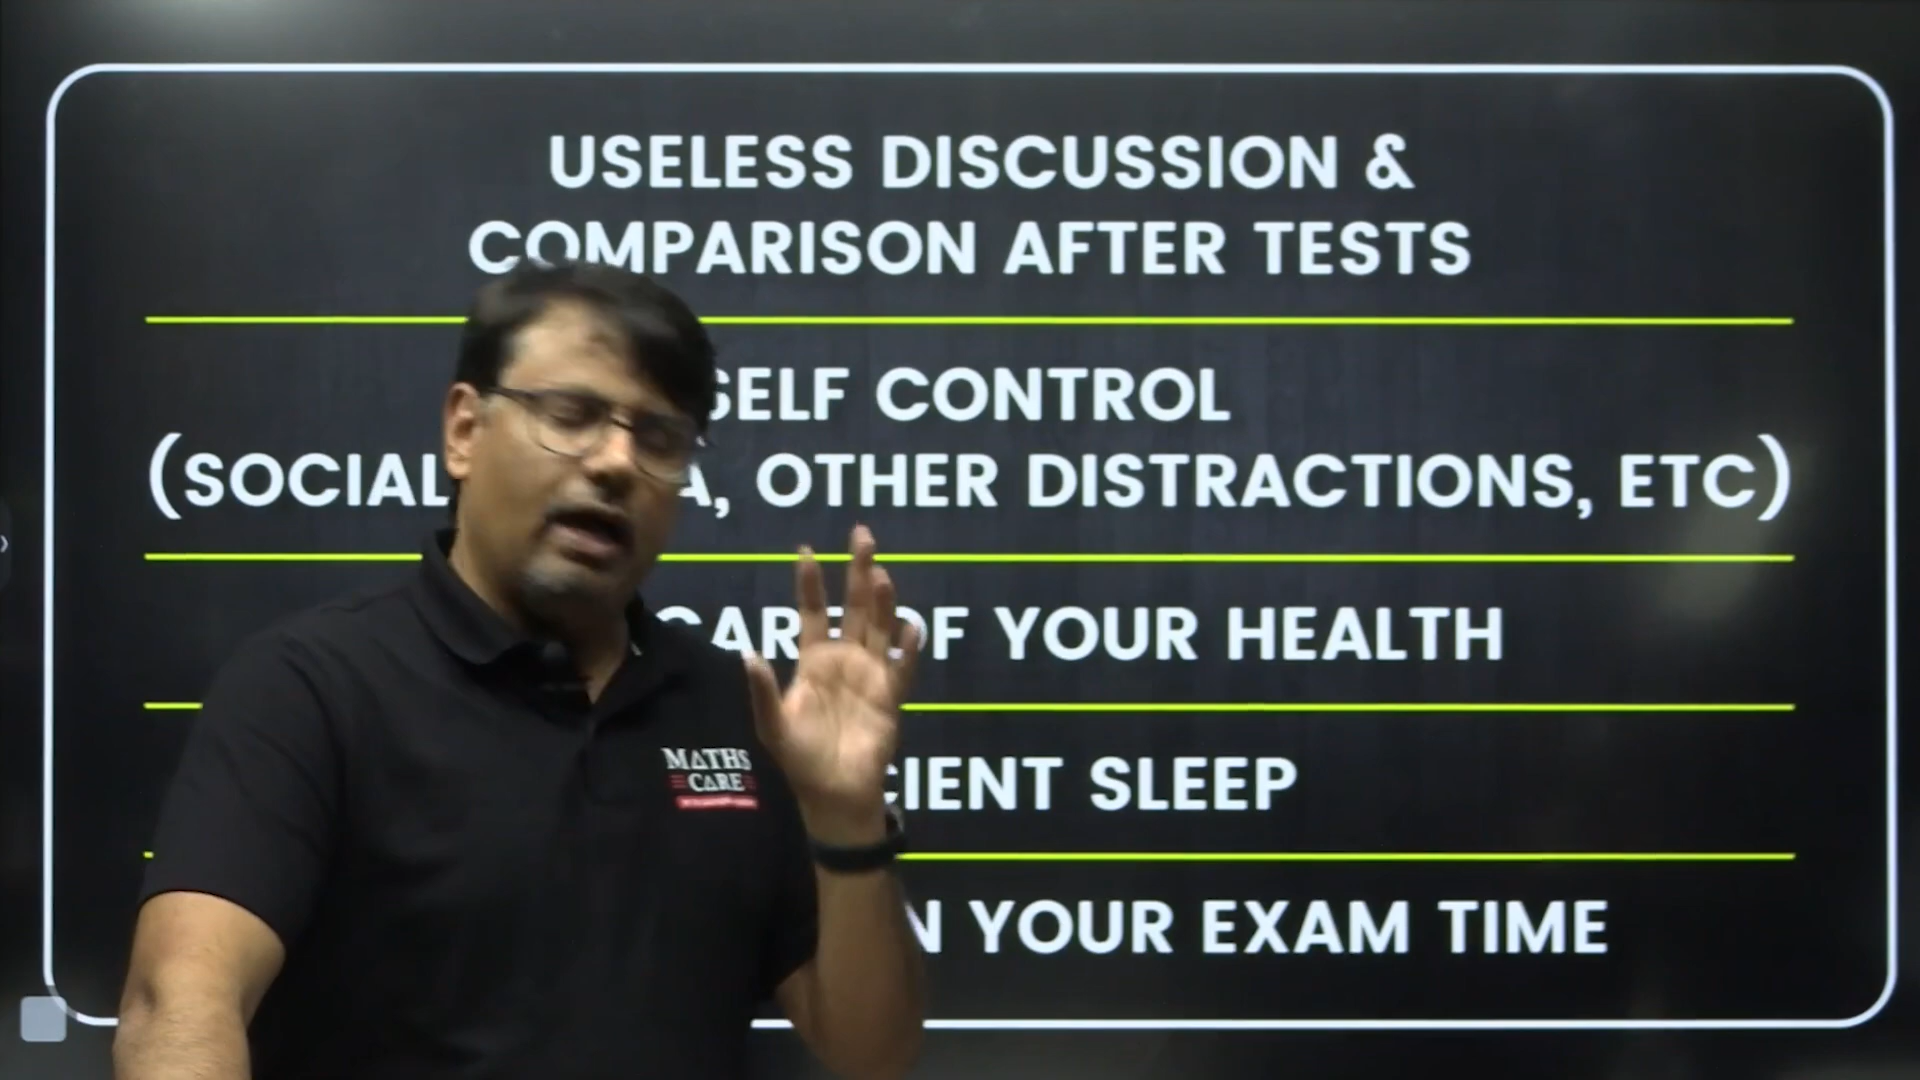 USELESS DISCUSSION &
COMPARISON AFTER TESTS
SELF CONTROL
(SOCIAL A, OTHER DISTRACTIONS, ETC)
CARE OF YOUR HEALTH
CIENT SLEEP
N YOUR EXAM TIME
MATHS
CARE